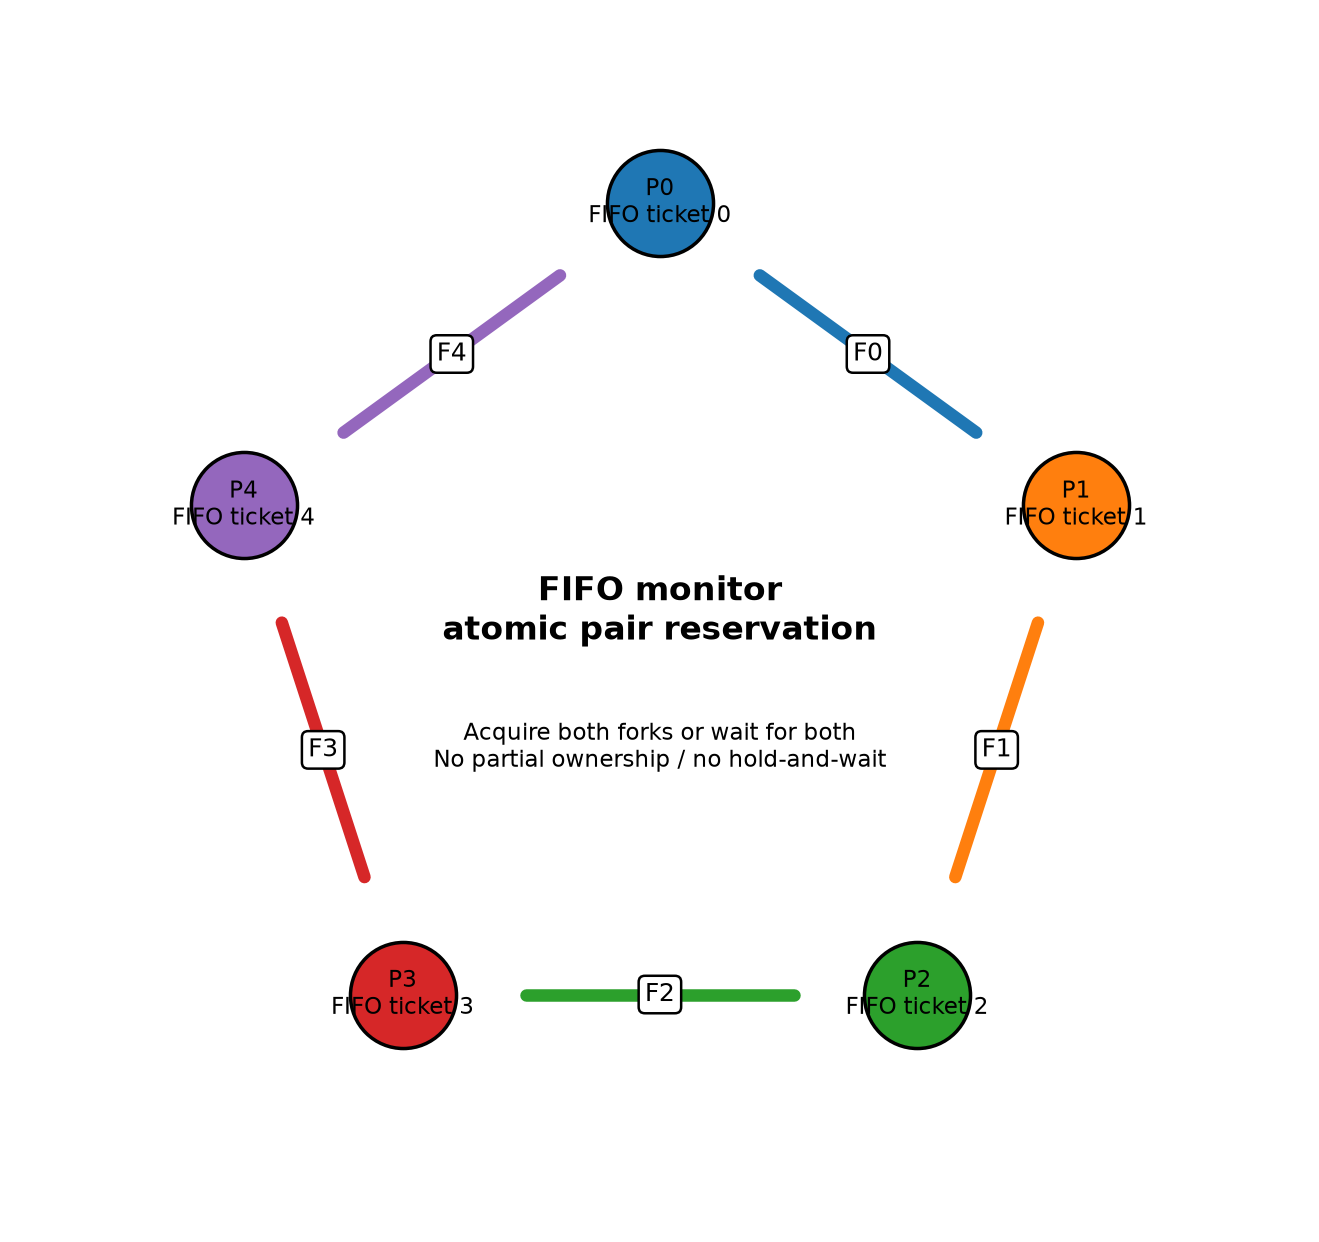 P0
FIFO ticket 0
F4
F0
P4
FIFO ticket 4
P1
FIFO ticket 1
FIFO monitor
atomic pair reservation
Acquire both forks or wait for both
No partial ownership / no hold-and-wait
F3
F1
P3
FIFO ticket 3
F2
P2
FIFO ticket 2